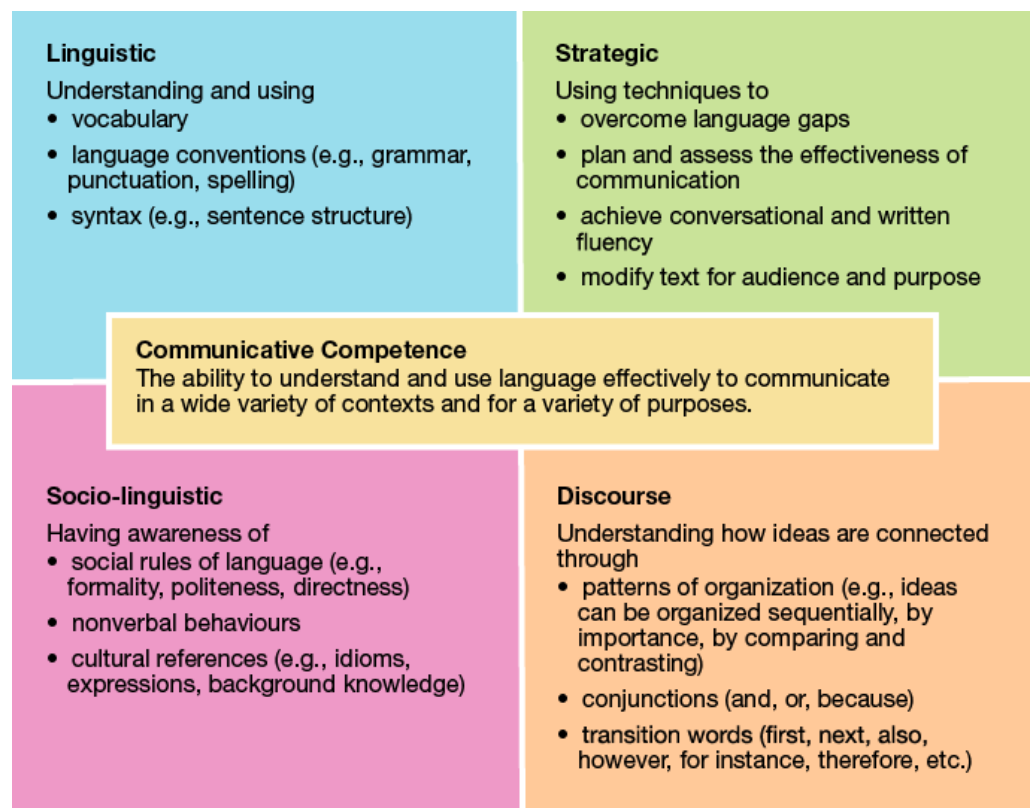 Linguistic
Understanding and using
• vocabulary
• language conventions (e.g., grammar,
punctuation, spelling)
• syntax (e.g., sentence structure)
Strategic
Using techniques to
• overcome language gaps
• plan and assess the effectiveness of
communication
• achieve conversational and written
fluency
• modify text for audience and purpose
Communicative Competence
The ability to understand and use language effectively to communicate
in a wide variety of contexts and for a variety of purposes.
Socio-linguistic
Having awareness of
• social rules of language (e.g.,
formality, politeness, directness)
• nonverbal behaviours
• cultural references (e.g., idioms,
expressions, background knowledge)
Discourse
Understanding how ideas are connected
through
• patterns of organization (e.g., ideas
can be organized sequentially, by
importance, by comparing and
contrasting)
• conjunctions (and, or, because)
• transition words (first, next, also,
however, for instance, therefore, etc.)